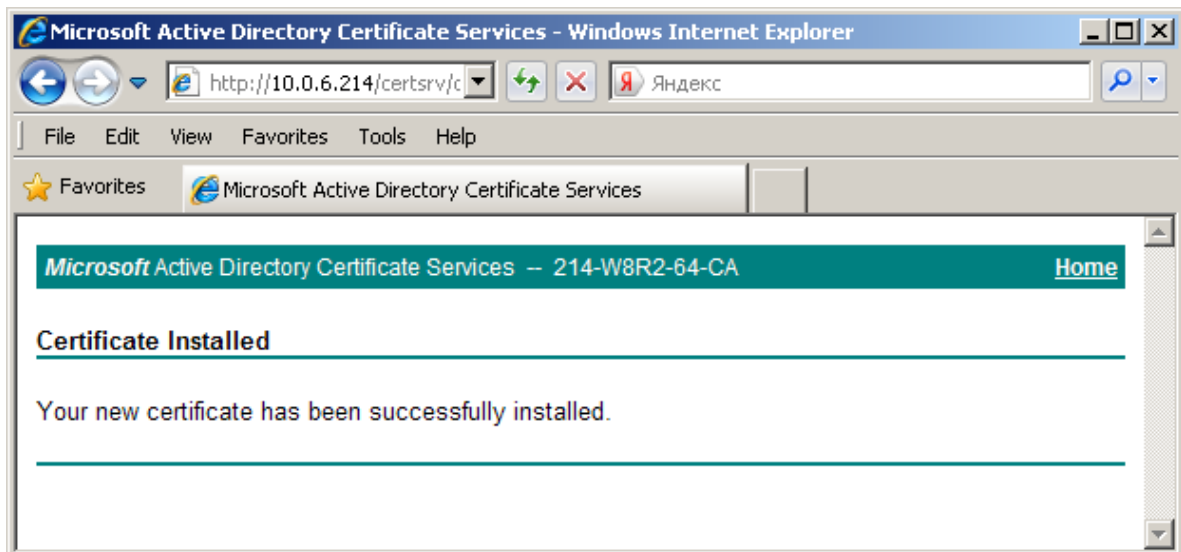 Microsoft Active Directory Certificate Services - Windows Internet Explorer
http://10.0.6.214/certsrv/c
Я Яндекс
File Edit View Favorites Tools Help
Favorites Microsoft Active Directory Certificate Services
Microsoft Active Directory Certificate Services -- 214-W8R2-64-CA Home
Certificate Installed
Your new certificate has been successfully installed.